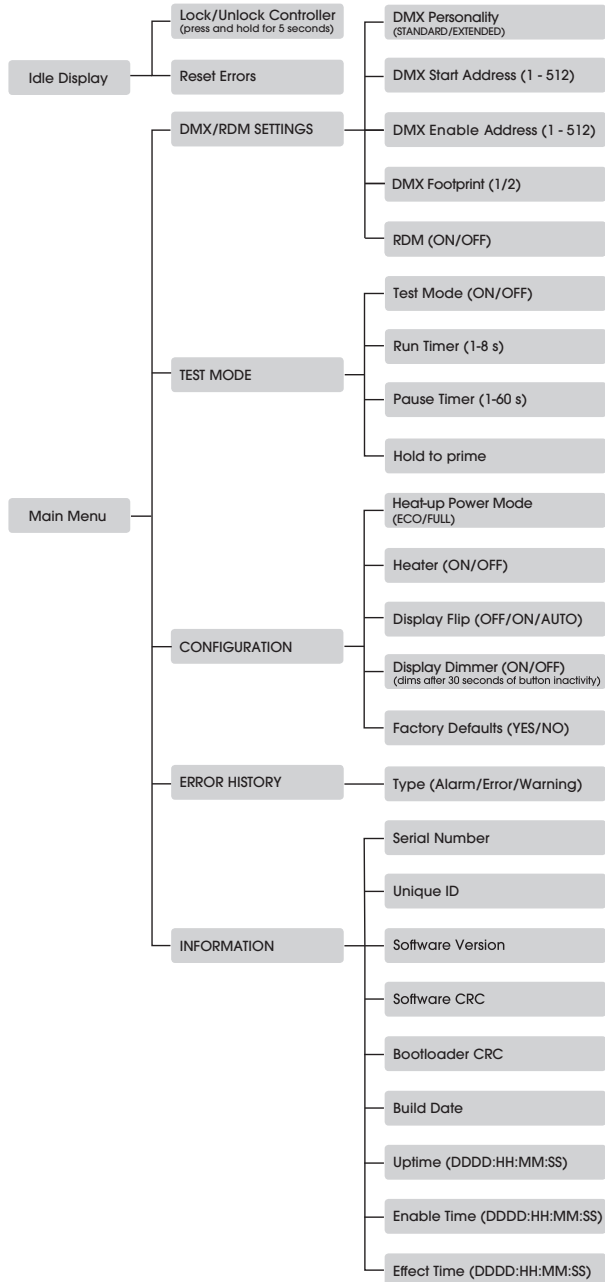 Idle Display
Lock/Unlock Controller
(press and hold for 5 seconds)
Reset Errors
Main Menu
DMX/RDM SETTINGS
DMX Personality
(STANDARD/EXTENDED)
DMX Start Address (1 - 512)
DMX Enable Address (1 - 512)
DMX Footprint (1/2)
RDM (ON/OFF)
TEST MODE
Test Mode (ON/OFF)
Run Timer (1-8 s)
Pause Timer (1-60 s)
Hold to prime
CONFIGURATION
Heat-up Power Mode
(ECO/FULL)
Heater (ON/OFF)
Display Flip (OFF/ON/AUTO)
Display Dimmer (ON/OFF)
(dims after 30 seconds of button inactivity)
Factory Defaults (YES/NO)
ERROR HISTORY
Type (Alarm/Error/Warning)
INFORMATION
Serial Number
Unique ID
Software Version
Software CRC
Bootloader CRC
Build Date
Uptime (DDDD:HH:MM:SS)
Enable Time (DDDD:HH:MM:SS)
Effect Time (DDDD:HH:MM:SS)